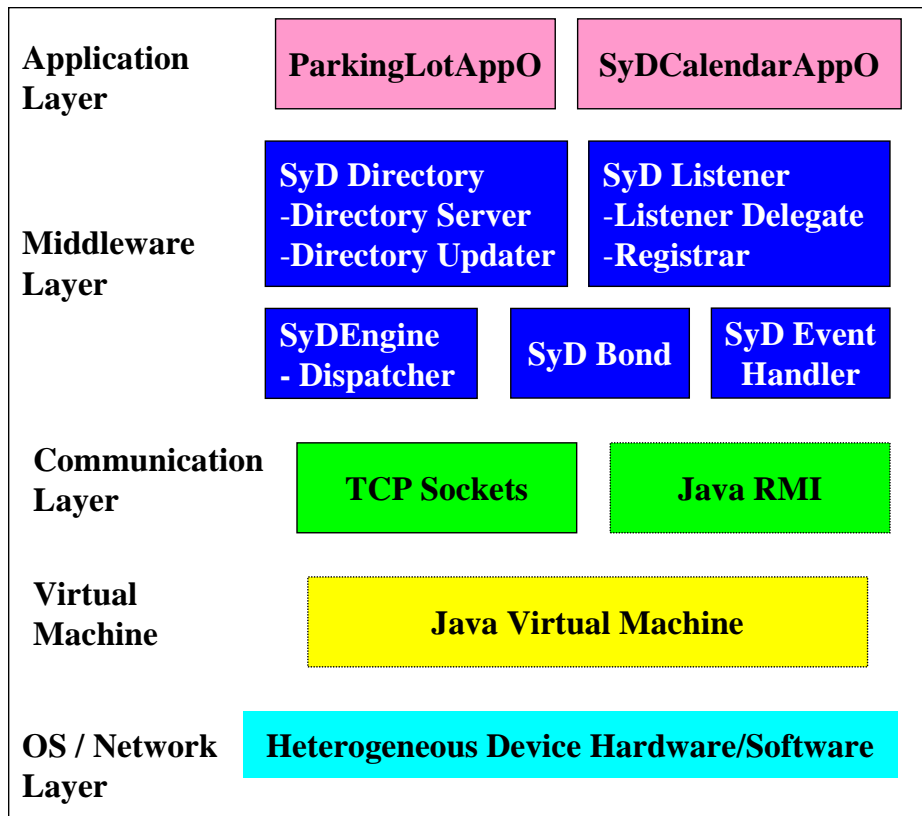 Application
Layer
ParkingLotAppO
SyDCalendarAppO
Middleware
Layer
SyD Directory
-Directory Server
-Directory Updater
SyD Listener
-Listener Delegate
-Registrar
SyDEngine
- Dispatcher
SyD Bond
SyD Event
Handler
Communication
Layer
TCP Sockets
Java RMI
Virtual
Machine
Java Virtual Machine
OS / Network
Layer
Heterogeneous Device Hardware/Software